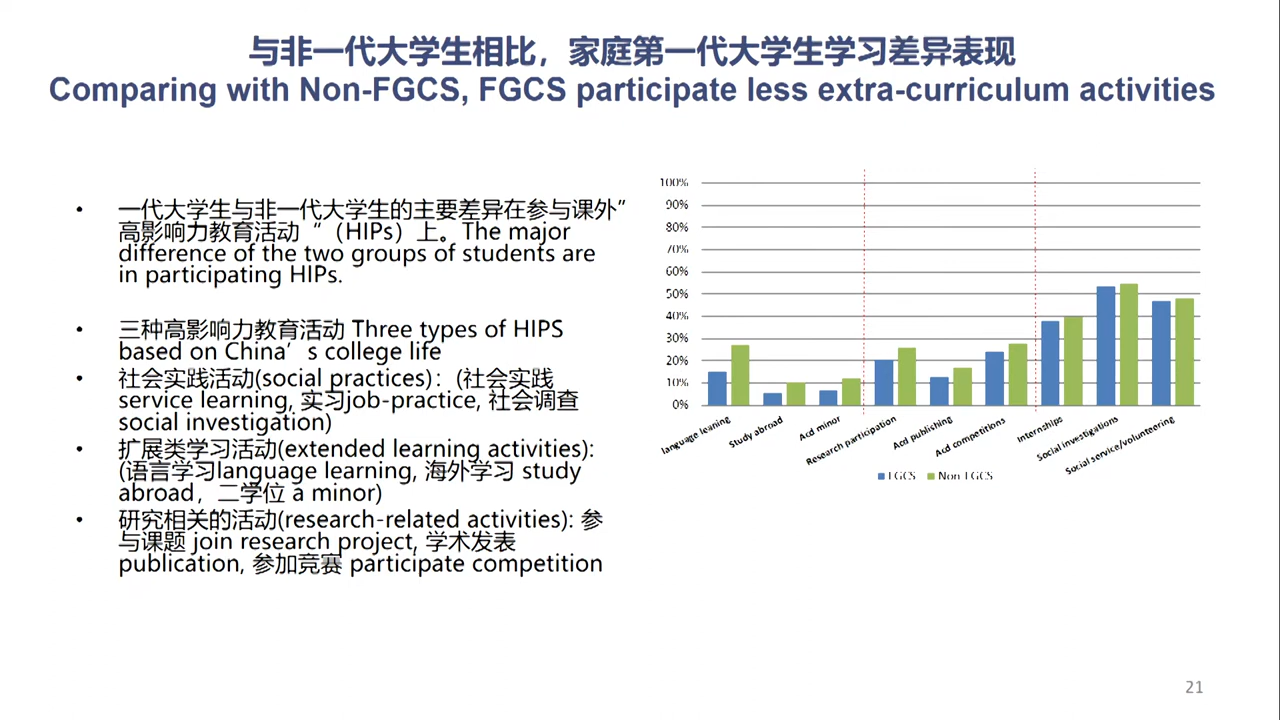 与非一代大学生相比，家庭第一代大学生学习差异表现
Comparing with Non-FGCS, FGCS participate less extra-curriculum activities
• 一代大学生与非一代大学生的主要差异在参与课外”
高影响力教育活动“（HIPs）上。The major
difference of the two groups of students are
in participating HIPs.
• 三种高影响力教育活动 Three types of HIPS
based on China’s college life
• 社会实践活动(social practices)：(社会实践
service learning, 实习job-practice, 社会调查
social investigation)
• 扩展类学习活动(extended learning activities):
(语言学习language learning, 海外学习 study
abroad，二学位 a minor)
• 研究相关的活动(research-related activities): 参
与课题 join research project, 学术发表
publication, 参加竞赛 participate competition
100%
90%
80%
70%
60%
50%
40%
30%
20%
10%
0%
language leaning
Study abroad
Acd minor
Research participation
Acd publishing
Acd competitions
Internships
Social investigations
Social service/volunteering
FGCS
Non FGCS
21